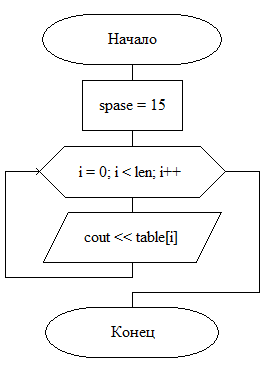 Начало
spase = 15
i = 0; i < len; i++
cout << table[i]
Конец